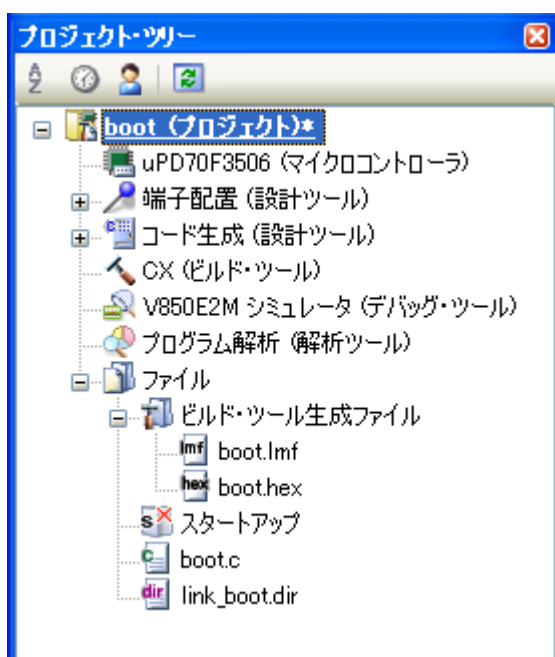 プロジェクト・ツリー
boot (プロジェクト)*
uPD70F3506 (マイクロコントローラ)
端子配置 (設計ツール)
コード生成 (設計ツール)
CX (ビルド・ツール)
V850E2M シミュレータ (デバッグ・ツール)
プログラム解析 (解析ツール)
ファイル
ビルド・ツール生成ファイル
lmf boot.lmf
hex boot.hex
S スタートアップ
C boot.c
dir link_boot.dir